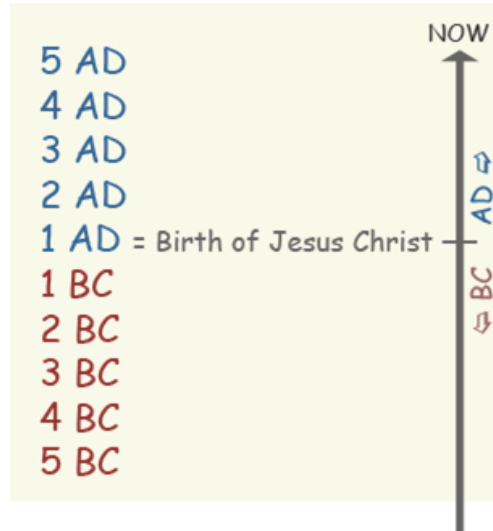 NOW
5 AD
4 AD
3 AD
2 AD
1 AD = Birth of Jesus Christ
1 BC
2 BC
3 BC
4 BC
5 BC
AD ⇨
⇦ BC